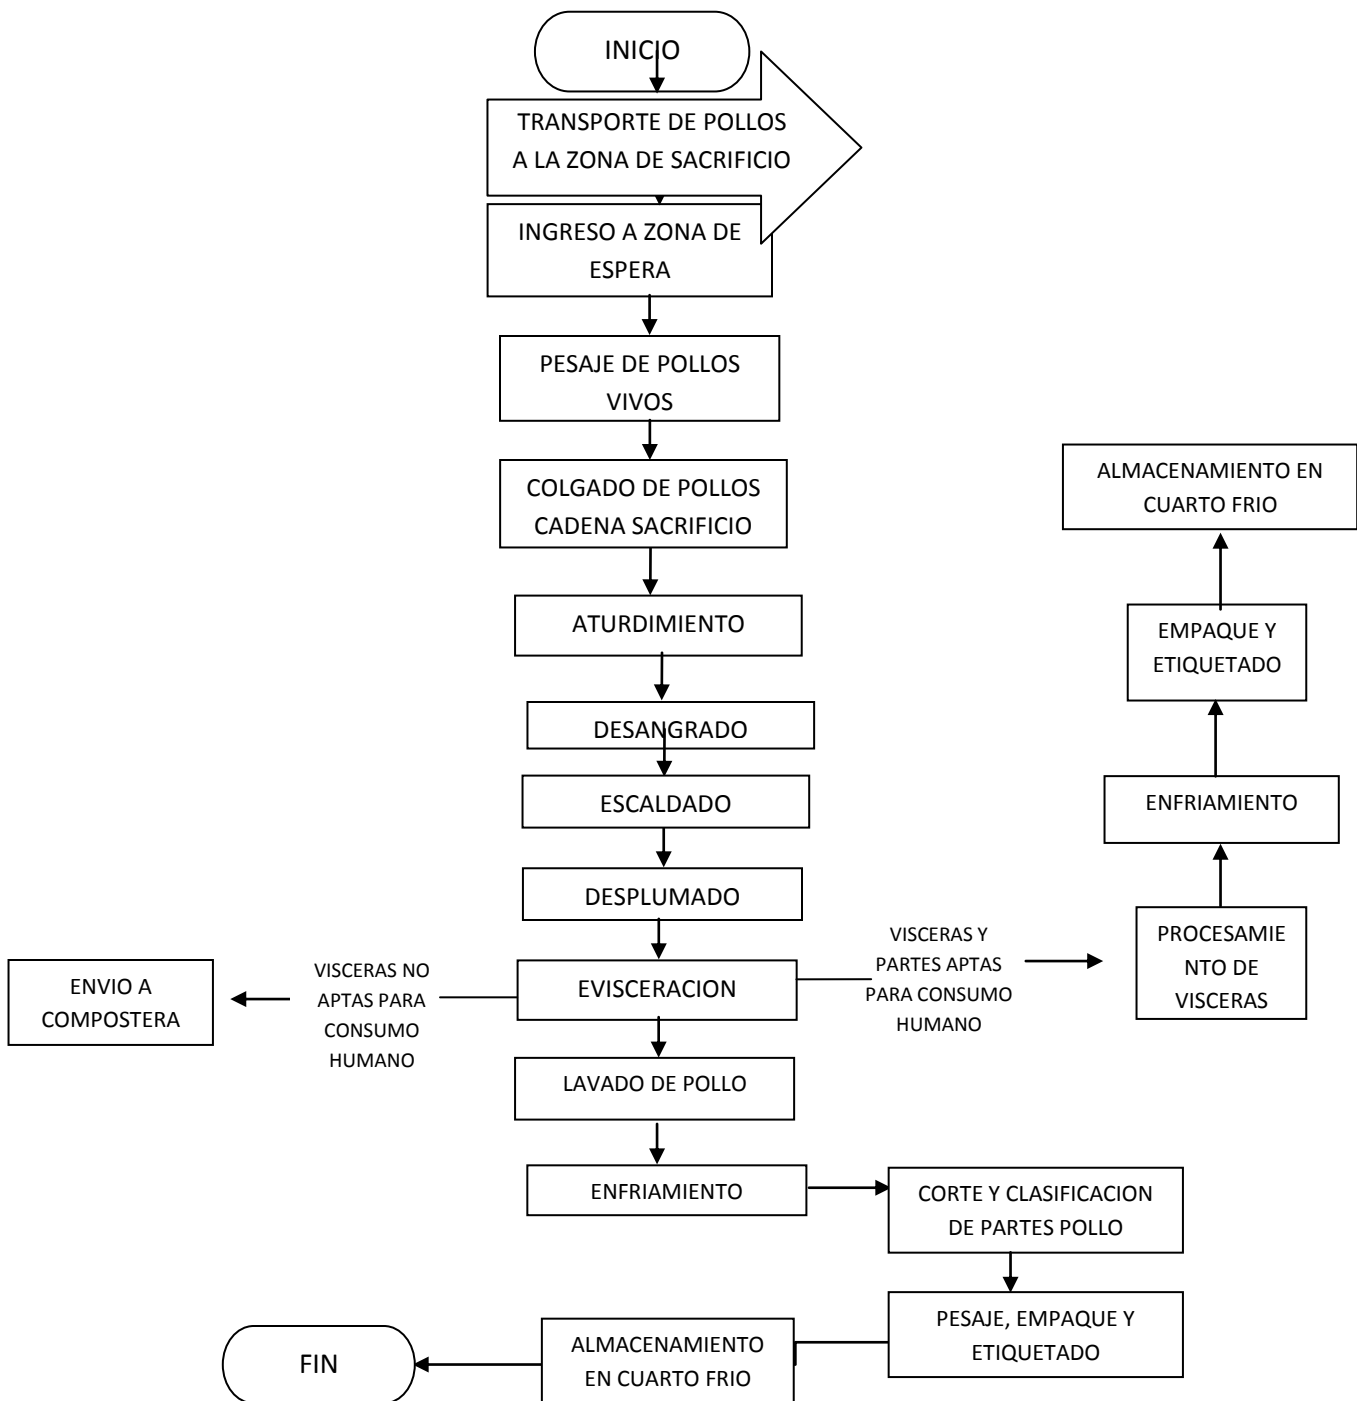 INICIO
TRANSPORTE DE POLLOS
A LA ZONA DE SACRIFICIO
INGRESO A ZONA DE
ESPERA
PESAJE DE POLLOS
VIVOS
COLGADO DE POLLOS
CADENA SACRIFICIO
ATURDIMIENTO
DESANGRADO
ESCALDADO
DESPLUMADO
EVISCERACION
VISCERAS NO
APTAS PARA
CONSUMO
HUMANO
ENVIO A
COMPOSTERA
VISCERAS Y
PARTES APTAS
PARA CONSUMO
HUMANO
PROCESAMIE
NTO DE
VISCERAS
ENFRIAMIENTO
EMPAQUE Y
ETIQUETADO
ALMACENAMIENTO EN
CUARTO FRIO
LAVADO DE POLLO
ENFRIAMIENTO
CORTE Y CLASIFICACION
DE PARTES POLLO
PESAJE, EMPAQUE Y
ETIQUETADO
ALMACENAMIENTO
EN CUARTO FRIO
FIN